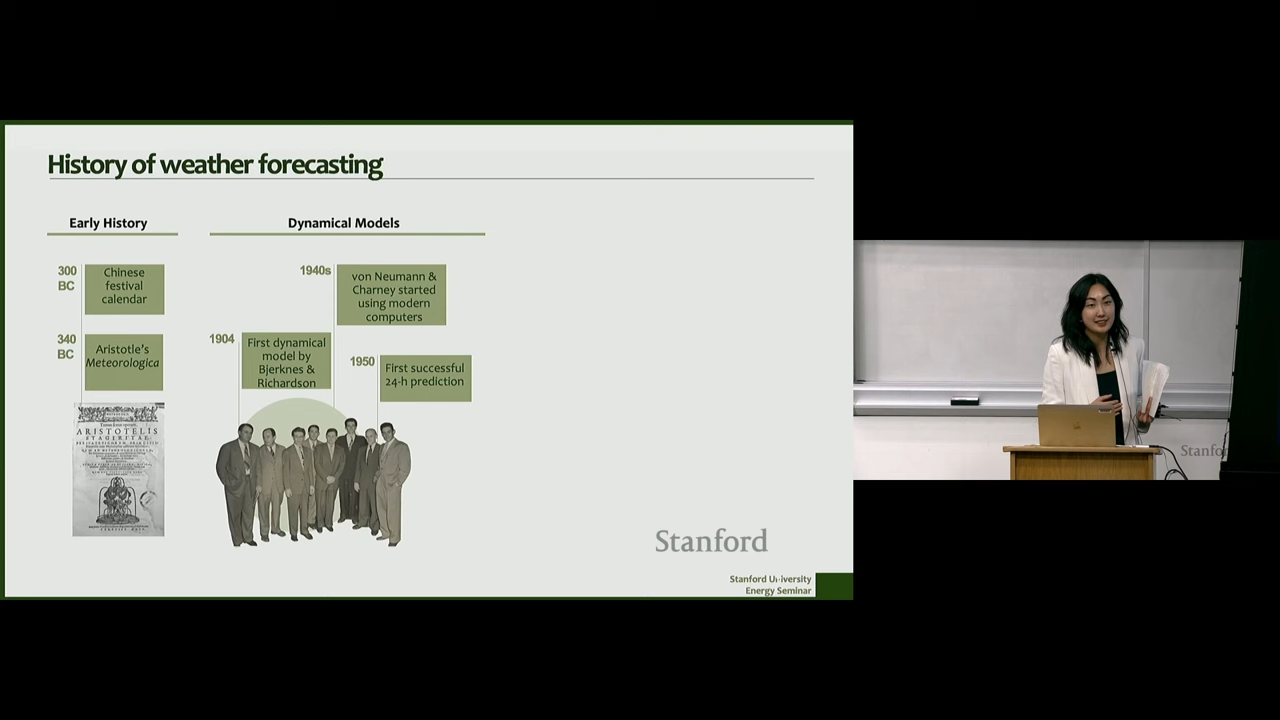 History of weather forecasting
Early History
300
BC
Chinese
festival
calendar
340
BC
Aristotle's
Meteorologica
ARISTOTELIS
STAGERITAE
Dynamical Models
1940s
von Neumann &
Charney started
using modern
computers
1904
First dynamical
model by
Bjerknes &
Richardson
1950
First successful
24-h prediction
Stanford
Stanford University
Energy Seminar
Stanfor